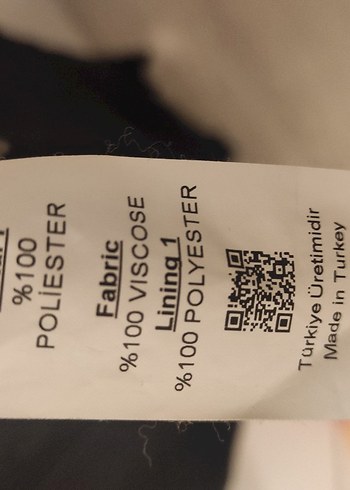 %100
POLİESTER
Fabric
%100 VISCOSE
Lining 1
%100 POLYESTER
Türkiye Üretimidir
Made in Turkey